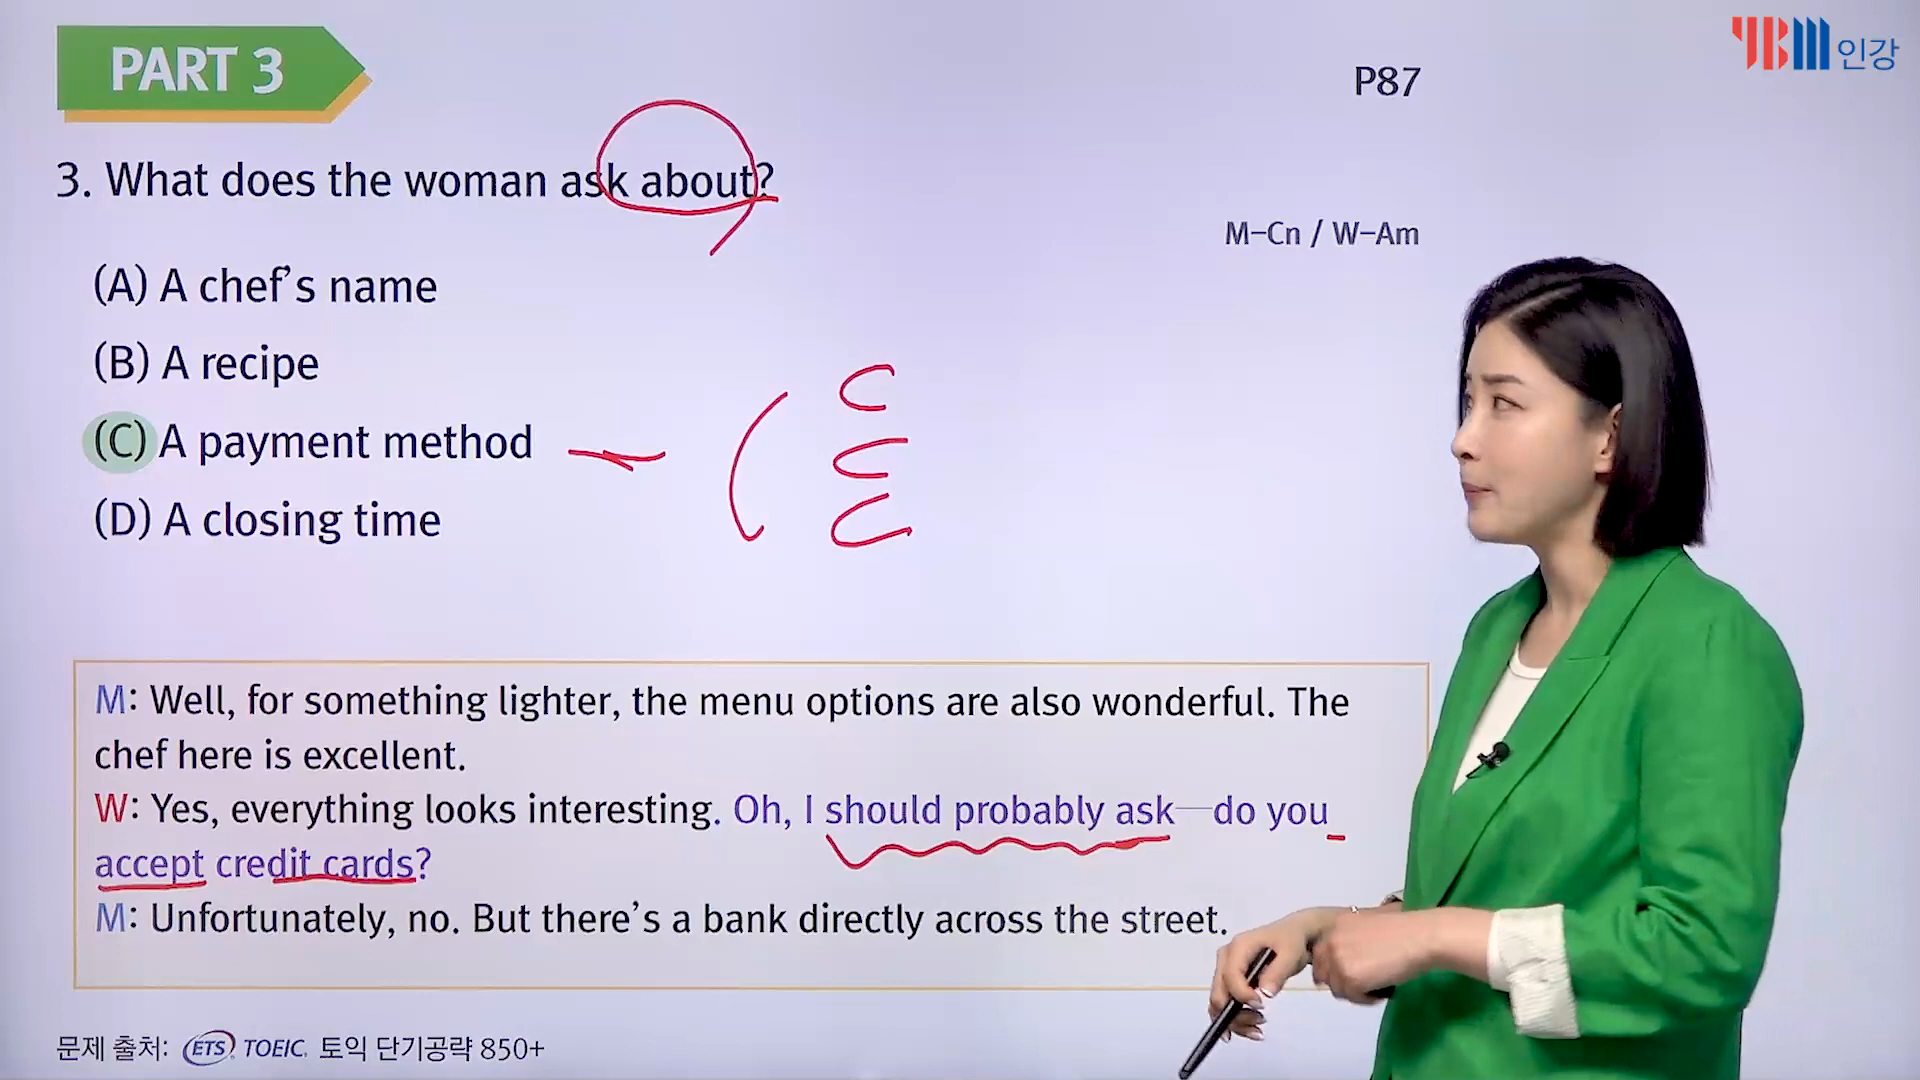 PART 3
P87
YBM 인강
3. What does the woman ask about?
M–Cn / W–Am
(A) A chef's name
(B) A recipe
(C) A payment method
(D) A closing time
M: Well, for something lighter, the menu options are also wonderful. The
chef here is excellent.
W: Yes, everything looks interesting. Oh, I should probably ask—do you
accept credit cards?
M: Unfortunately, no. But there's a bank directly across the street.
문제 출처: ETS TOEIC 토익 단기공략 850+